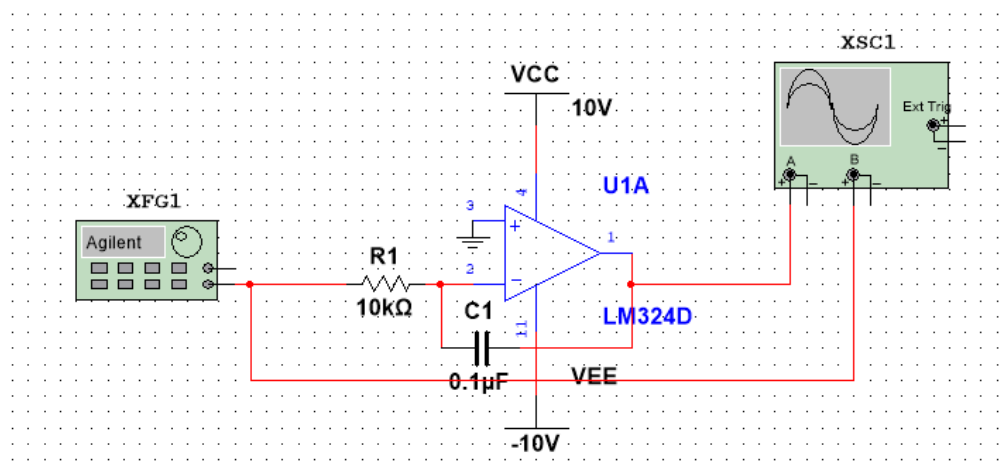 XSC1
VCC
10V
Ext Trig
+
−
A
B
+
−
+
−
4
U1A
XFG1
3
+
Agilent
R1
1
2
−
10kΩ
C1
11
LM324D
0.1µF
VEE
-10V